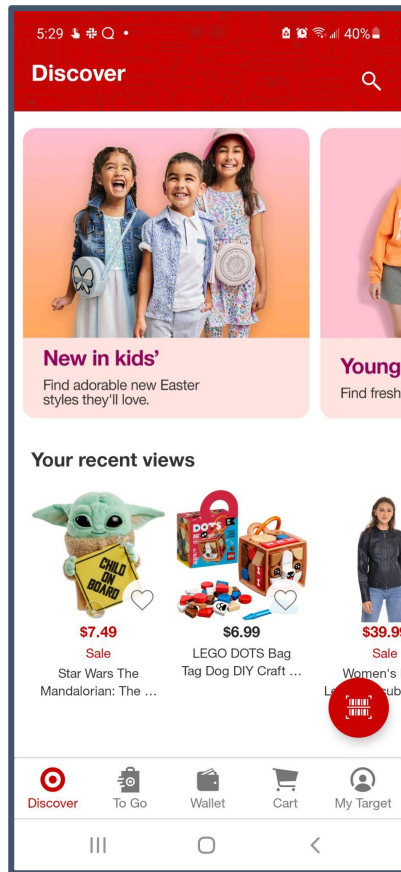 5:29
40%
Discover
New in kids'
Find adorable new Easter
styles they'll love.
Young
Find fresh
Your recent views
CHILD
ON
BOARD
DOTS
$7.49
Sale
Star Wars The
Mandalorian: The ...
$6.99
LEGO DOTS Bag
Tag Dog DIY Craft ...
$39.99
Sale
Women's
Discover
To Go
Wallet
Cart
My Target